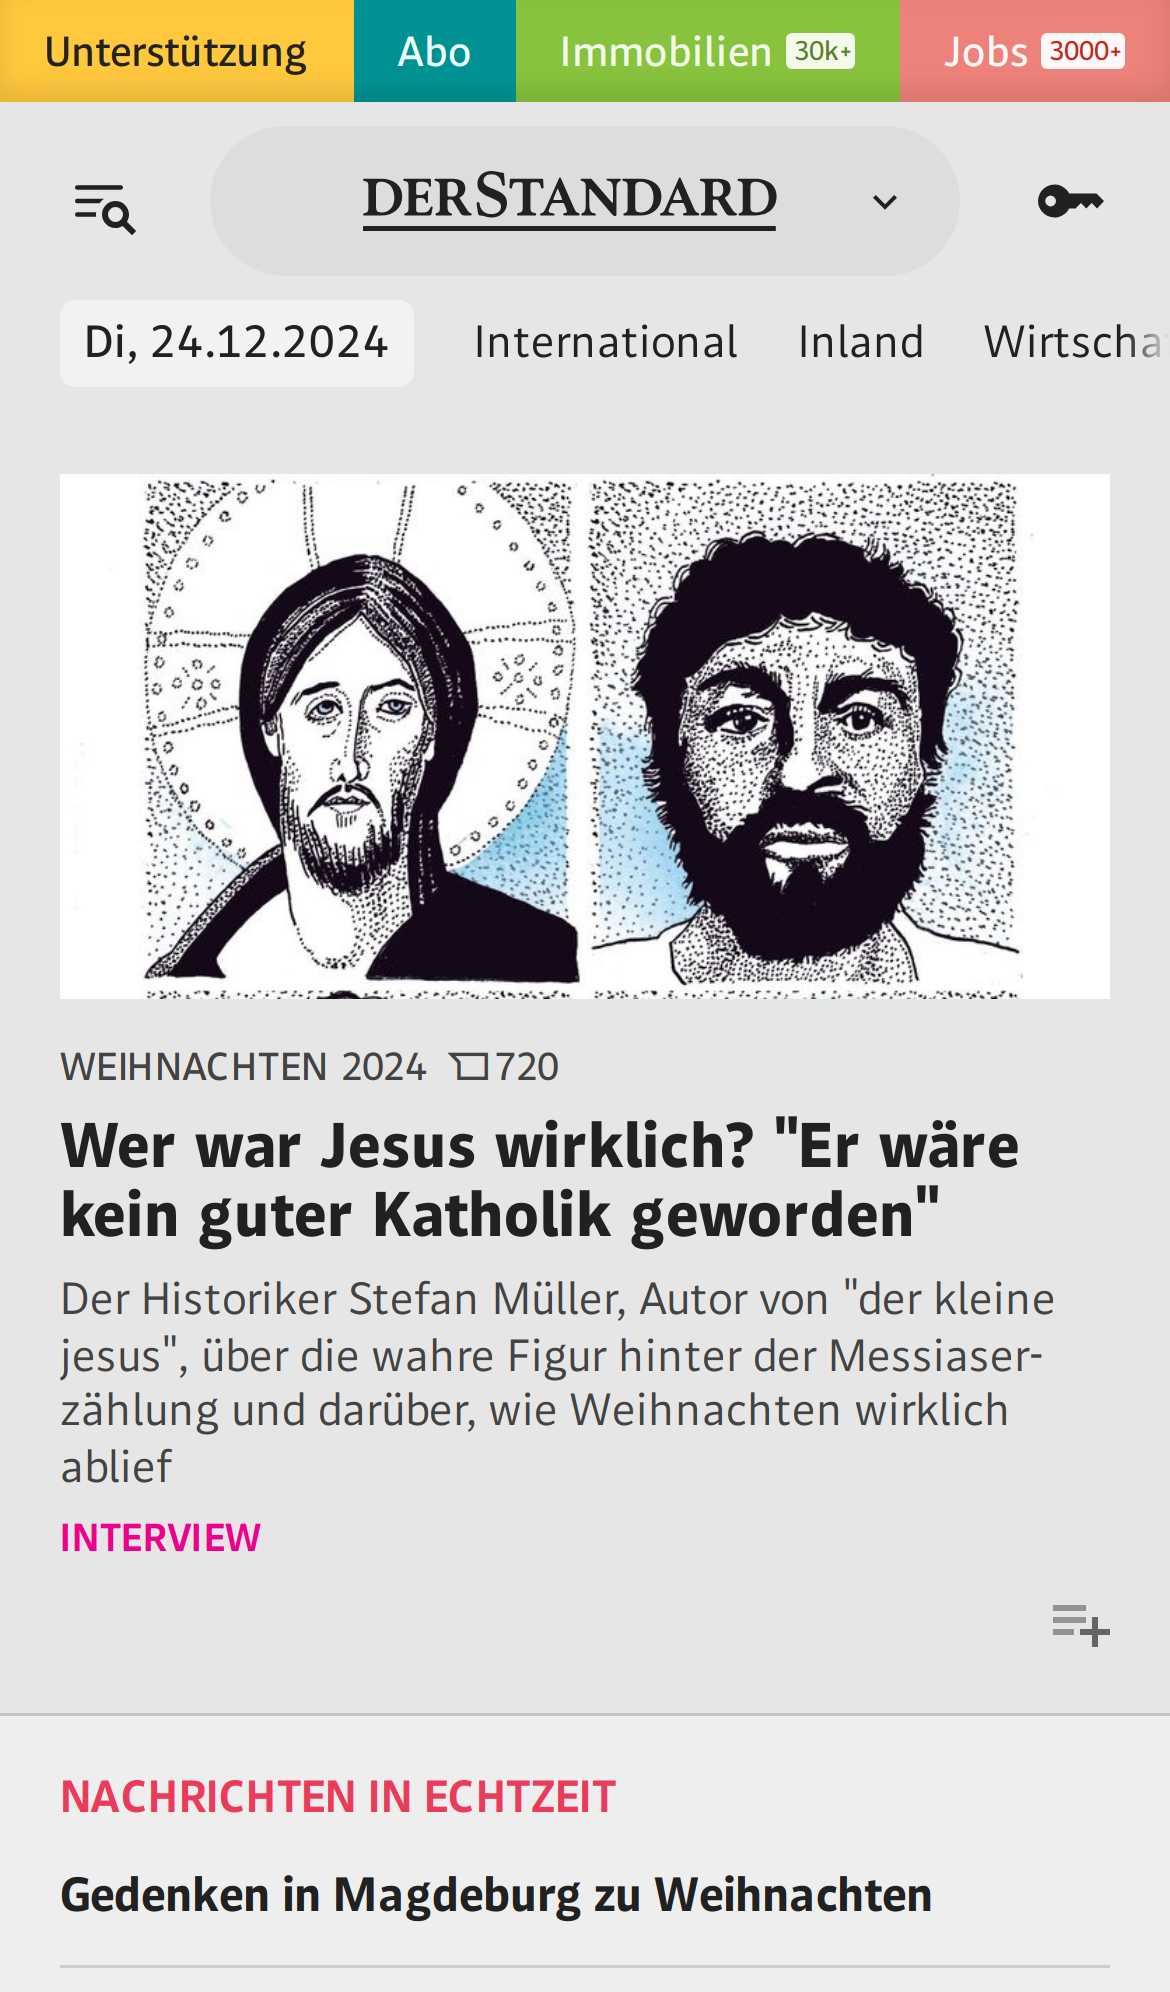 Unterstützung Abo Immobilien 30k+ Jobs 3000+
DERSTANDARD
Di, 24.12.2024 International Inland Wirtscha
WEIHNACHTEN 2024 720
Wer war Jesus wirklich? "Er wäre
kein guter Katholik geworden"
Der Historiker Stefan Müller, Autor von "der kleine
jesus", über die wahre Figur hinter der Messiaser-
zählung und darüber, wie Weihnachten wirklich
ablief
INTERVIEW
NACHRICHTEN IN ECHTZEIT
Gedenken in Magdeburg zu Weihnachten